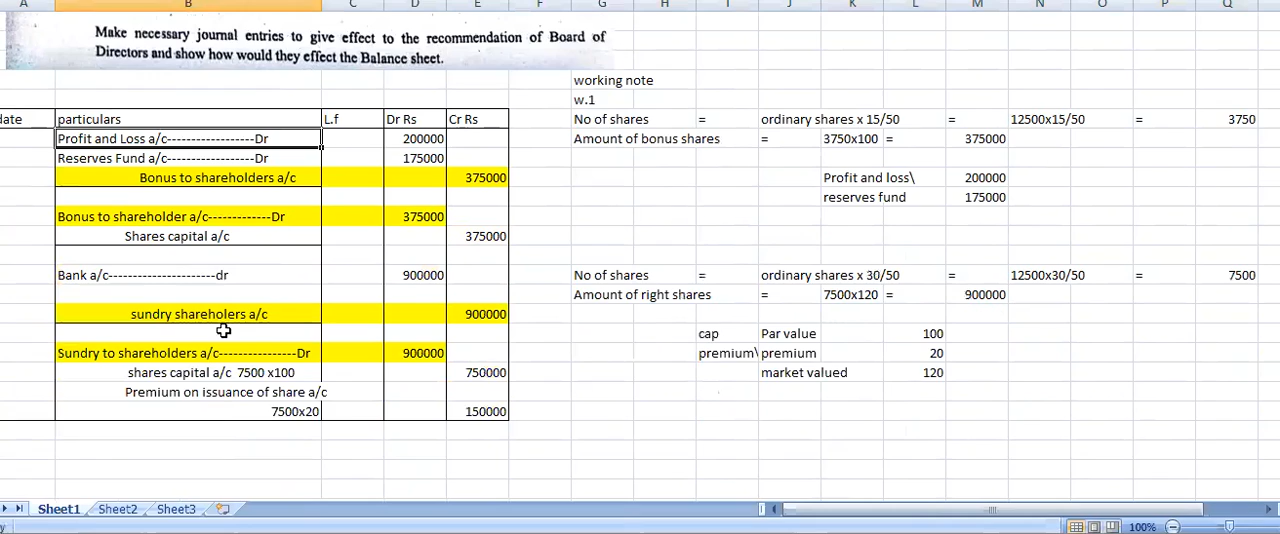 A B C D E F G H I J K L M N O P Q
Make necessary journal entries to give effect to the recommendation of Board of
Directors and show how would they effect the Balance sheet.
working note
w.1
date particulars L.f Dr Rs Cr Rs No of shares = ordinary shares x 15/50 = 12500x15/50 = 3750
Profit and Loss a/c------------------Dr 200000 Amount of bonus shares = 3750x100 = 375000
Reserves Fund a/c------------------Dr 175000
Bonus to shareholders a/c 375000 Profit and loss\ 200000
reserves fund 175000
Bonus to shareholder a/c-------------Dr 375000
Shares capital a/c 375000
Bank a/c----------------------dr 900000 No of shares = ordinary shares x 30/50 = 12500x30/50 = 7500
Amount of right shares = 7500x120 = 900000
sundry shareholers a/c 900000
cap Par value 100
Sundry to shareholders a/c----------------Dr 900000 premium\ premium 20
shares capital a/c 7500 x100 750000 market valued 120
Premium on issuance of share a/c
7500x20 150000
Sheet1 Sheet2 Sheet3
100%